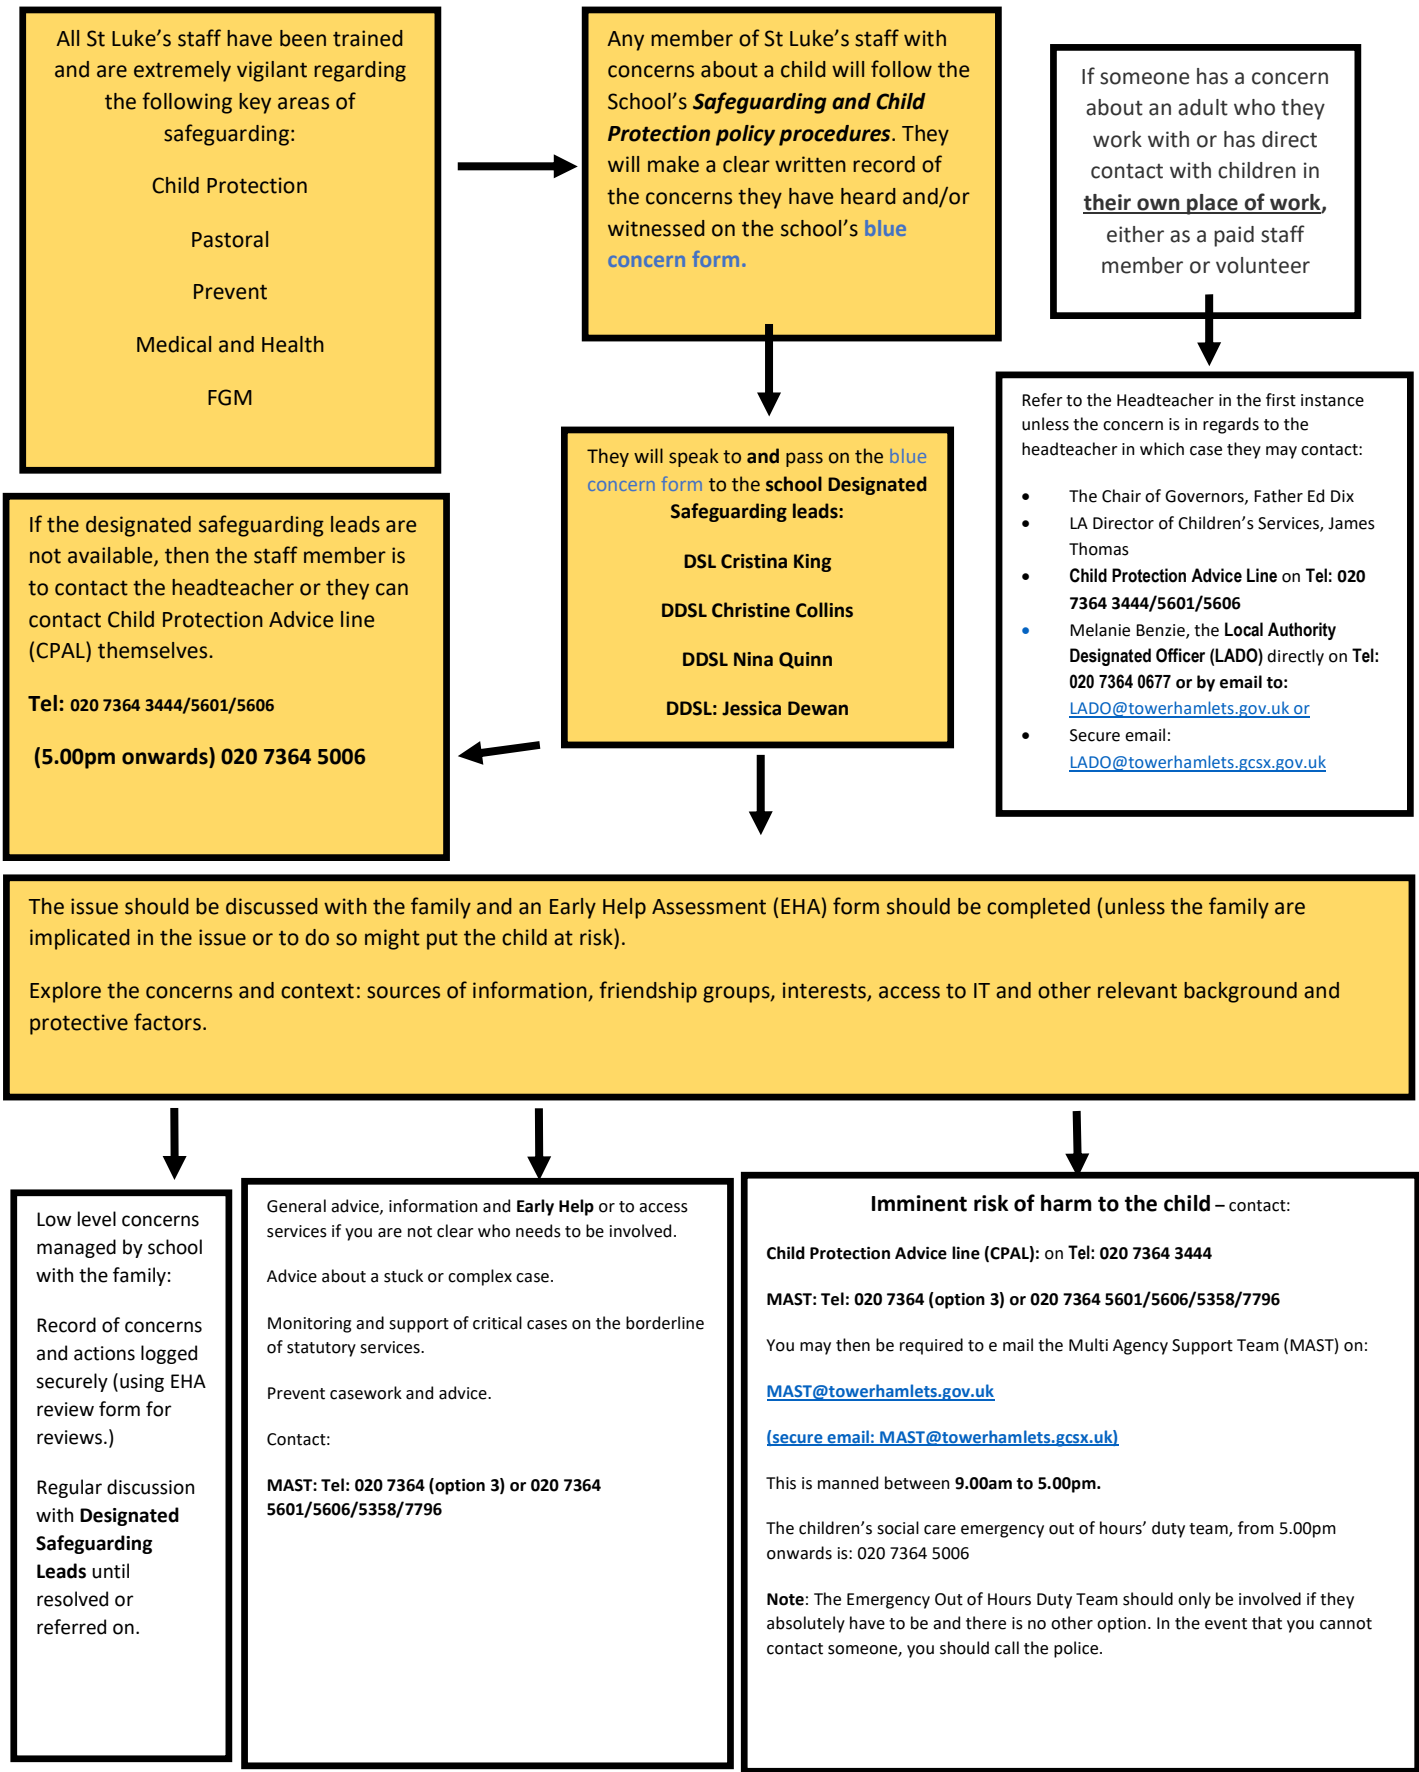 All St Luke’s staff have been trained
and are extremely vigilant regarding
the following key areas of
safeguarding:
Child Protection
Pastoral
Prevent
Medical and Health
FGM
Any member of St Luke’s staff with
concerns about a child will follow the
School’s Safeguarding and Child
Protection policy procedures. They
will make a clear written record of
the concerns they have heard and/or
witnessed on the school’s blue
concern form.
If someone has a concern
about an adult who they
work with or has direct
contact with children in
their own place of work,
either as a paid staff
member or volunteer
Refer to the Headteacher in the first instance
unless the concern is in regards to the
headteacher in which case they may contact:
• The Chair of Governors, Father Ed Dix
• LA Director of Children’s Services, James
Thomas
• Child Protection Advice Line on Tel: 020
7364 3444/5601/5606
• Melanie Benzie, the Local Authority
Designated Officer (LADO) directly on Tel:
020 7364 0677 or by email to:
LADO@towerhamlets.gov.uk or
• Secure email:
LADO@towerhamlets.gcsx.gov.uk
They will speak to and pass on the blue
concern form to the school Designated
Safeguarding leads:
DSL Cristina King
DDSL Christine Collins
DDSL Nina Quinn
DDSL: Jessica Dewan
If the designated safeguarding leads are
not available, then the staff member is
to contact the headteacher or they can
contact Child Protection Advice line
(CPAL) themselves.
Tel: 020 7364 3444/5601/5606
(5.00pm onwards) 020 7364 5006
The issue should be discussed with the family and an Early Help Assessment (EHA) form should be completed (unless the family are
implicated in the issue or to do so might put the child at risk).
Explore the concerns and context: sources of information, friendship groups, interests, access to IT and other relevant background and
protective factors.
Low level concerns
managed by school
with the family:
Record of concerns
and actions logged
securely (using EHA
review form for
reviews.)
Regular discussion
with Designated
Safeguarding
Leads until
resolved or
referred on.
General advice, information and Early Help or to access
services if you are not clear who needs to be involved.
Advice about a stuck or complex case.
Monitoring and support of critical cases on the borderline
of statutory services.
Prevent casework and advice.
Contact:
MAST: Tel: 020 7364 (option 3) or 020 7364
5601/5606/5358/7796
Imminent risk of harm to the child – contact:
Child Protection Advice line (CPAL): on Tel: 020 7364 3444
MAST: Tel: 020 7364 (option 3) or 020 7364 5601/5606/5358/7796
You may then be required to e mail the Multi Agency Support Team (MAST) on:
MAST@towerhamlets.gov.uk
(secure email: MAST@towerhamlets.gcsx.uk)
This is manned between 9.00am to 5.00pm.
The children’s social care emergency out of hours’ duty team, from 5.00pm
onwards is: 020 7364 5006
Note: The Emergency Out of Hours Duty Team should only be involved if they
absolutely have to be and there is no other option. In the event that you cannot
contact someone, you should call the police.